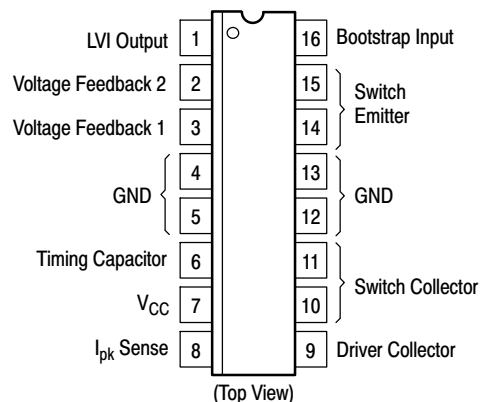 LVI Output 1
Voltage Feedback 2 2
Voltage Feedback 1 3
GND 4
5
Timing Capacitor 6
VCC 7
Ipk Sense 8
16 Bootstrap Input
15 Switch
14 Emitter
13 GND
12
11 Switch Collector
10
9 Driver Collector
(Top View)